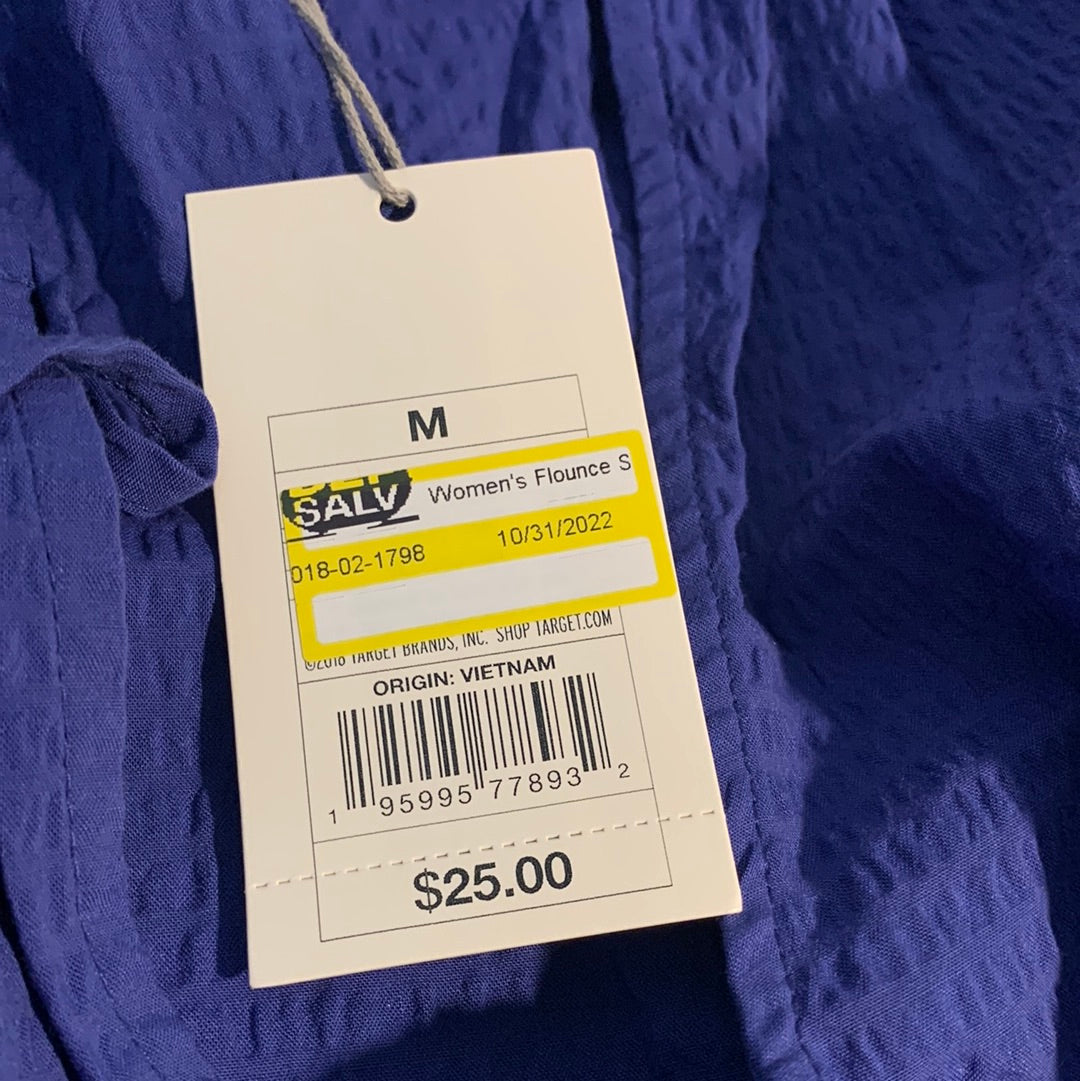 M
SALV Women's Flounce S
018-02-1798 10/31/2022
©2018 TARGET BRANDS, INC. SHOP TARGET.COM
ORIGIN: VIETNAM
1 95995 77893 2
$25.00